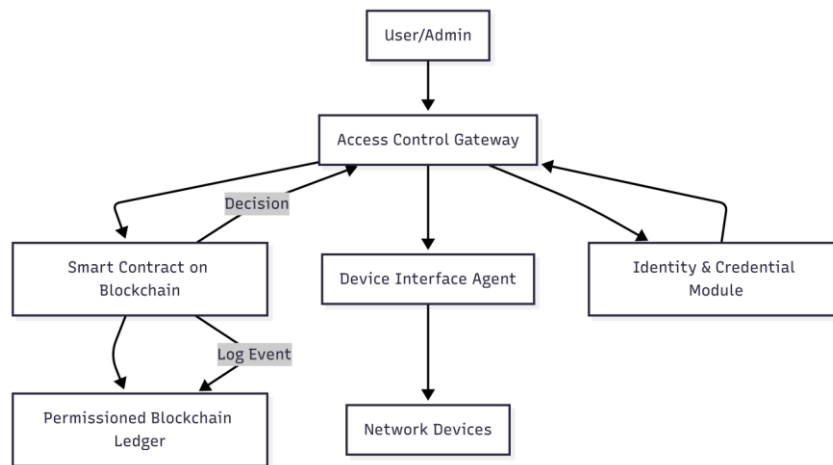 User/Admin
Access Control Gateway
Decision
Smart Contract on
Blockchain
Device Interface Agent
Identity & Credential
Module
Log Event
Permissioned Blockchain
Ledger
Network Devices